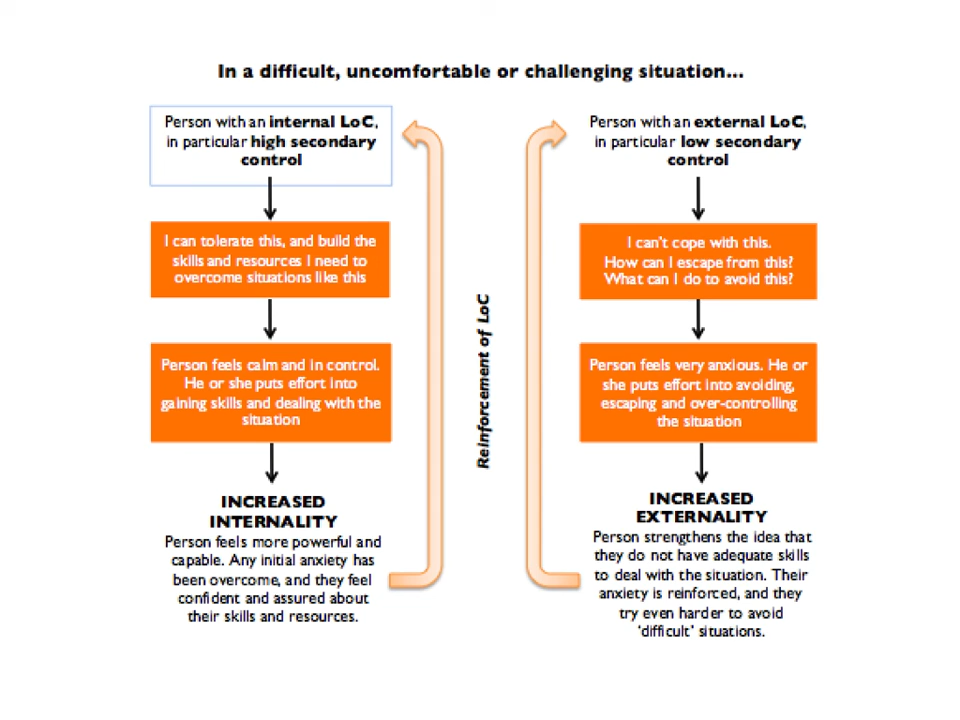 In a difficult, uncomfortable or challenging situation...
Person with an internal LoC,
in particular high secondary
control
I can tolerate this, and build the
skills and resources I need to
overcome situations like this
Person feels calm and in control.
He or she puts effort into
gaining skills and dealing with the
situation
INCREASED
INTERNALITY
Person feels more powerful and
capable. Any initial anxiety has
been overcome, and they feel
confident and assured about
their skills and resources.
Reinforcement of LoC
Person with an external LoC,
in particular low secondary
control
I can't cope with this.
How can I escape from this?
What can I do to avoid this?
Person feels very anxious. He or
she puts effort into avoiding,
escaping and over-controlling
the situation
INCREASED
EXTERNALITY
Person strengthens the idea that
they do not have adequate skills
to deal with the situation. Their
anxiety is reinforced, and they
try even harder to avoid
'difficult' situations.